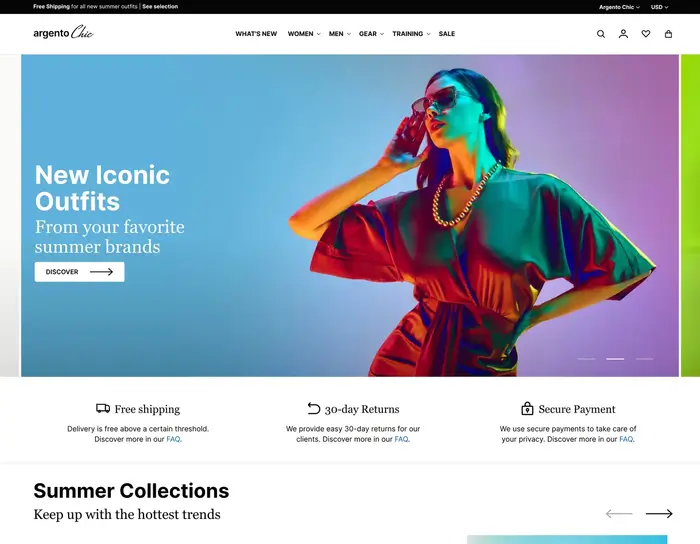 Free Shipping for all new summer outfits | See selection
Argento Chic
USD
argento Chic
WHAT'S NEW
WOMEN
MEN
GEAR
TRAINING
SALE
New Iconic
Outfits
From your favorite
summer brands
DISCOVER
Free shipping
Delivery is free above a certain threshold.
Discover more in our FAQ.
30-day Returns
We provide easy 30-day returns for our
clients. Discover more in our FAQ.
Secure Payment
We use secure payments to take care of
your privacy. Discover more in our FAQ.
Summer Collections
Keep up with the hottest trends